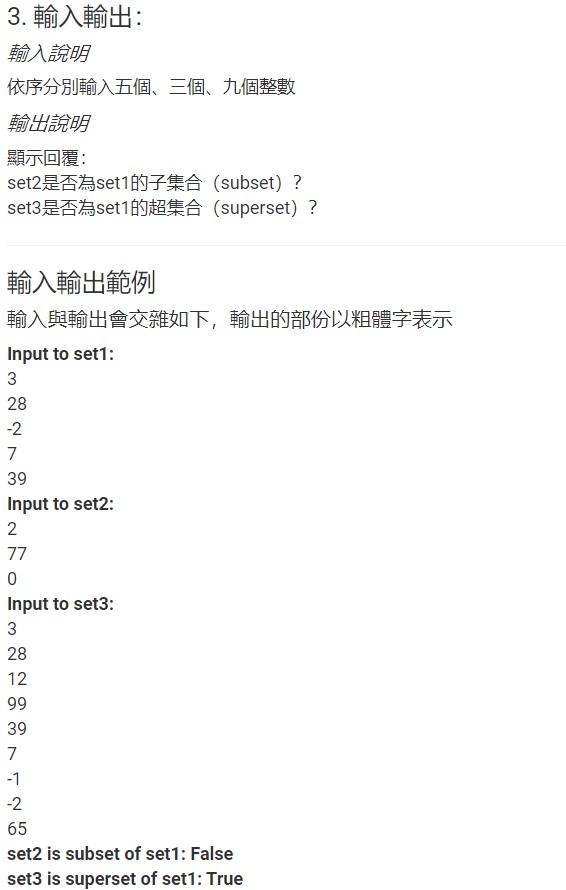 3. 輸入輸出：
輸入說明
依序分別輸入五個、三個、九個整數
輸出說明
顯示回覆：
set2是否為set1的子集合（subset）？
set3是否為set1的超集合（superset）？
輸入輸出範例
輸入與輸出會交雜如下，輸出的部份以粗體字表示
Input to set1:
3
28
-2
7
39
Input to set2:
2
77
0
Input to set3:
3
28
12
99
39
7
-1
-2
65
set2 is subset of set1: False
set3 is superset of set1: True